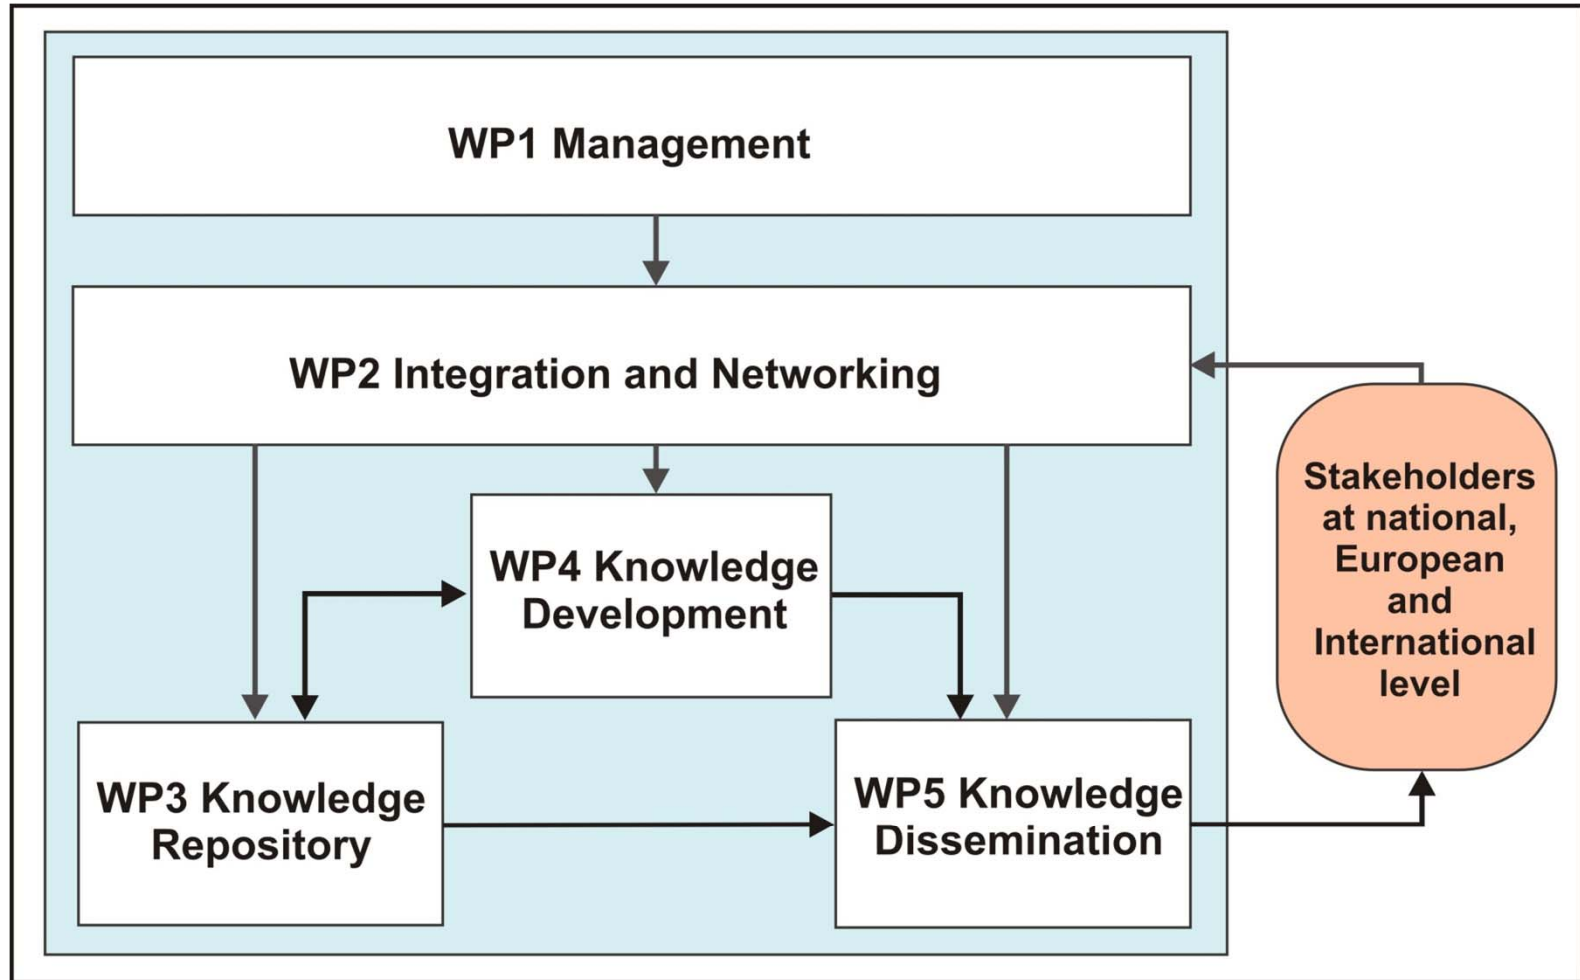 WP1 Management
WP2 Integration and Networking
Stakeholders
at national,
European
and
International
level
WP4 Knowledge
Development
WP3 Knowledge
Repository
WP5 Knowledge
Dissemination